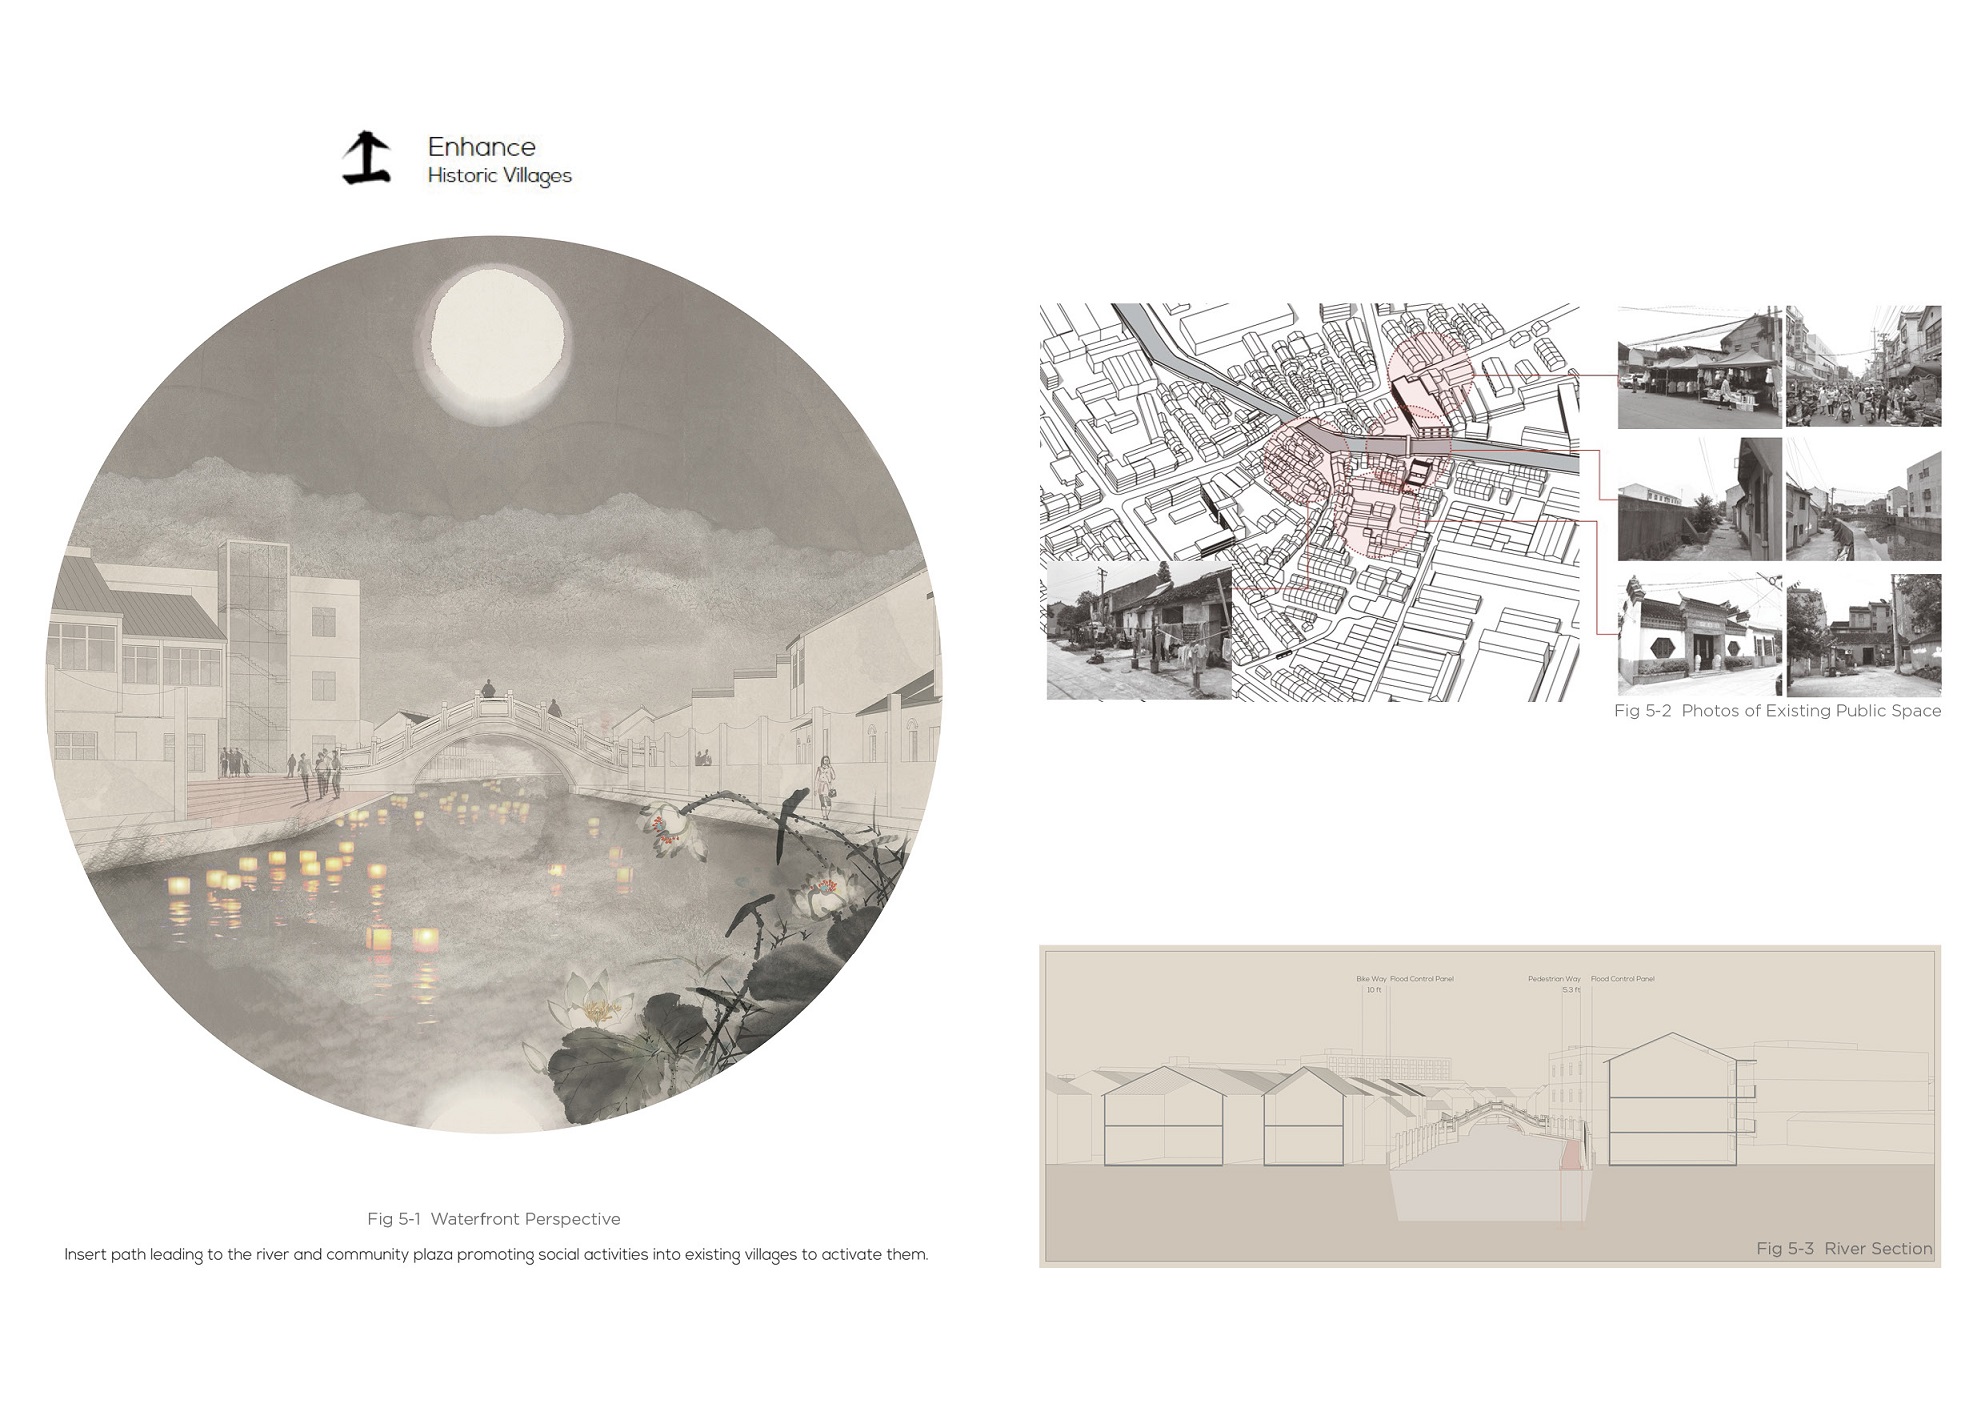 Enhance
Historic Villages
Fig 5-1 Waterfront Perspective
Insert path leading to the river and community plaza promoting social activities into existing villages to activate them.
Fig 5-2 Photos of Existing Public Space
Bike Way Flood Control Panel
10 ft
Pedestrian Way Flood Control Panel
5.3 ft
Fig 5-3 River Section